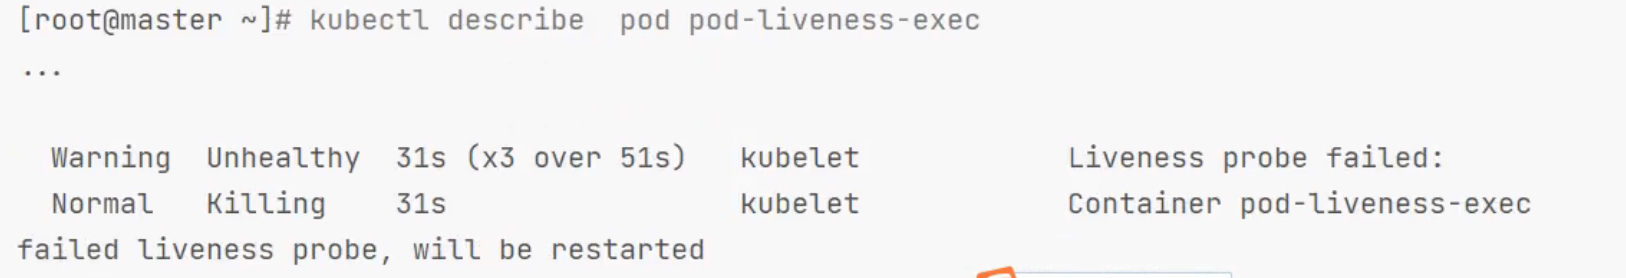 [root@master ~]# kubectl describe  pod pod-liveness-exec
...
Warning  Unhealthy  31s (x3 over 51s)   kubelet            Liveness probe failed:
Normal   Killing    31s                 kubelet            Container pod-liveness-exec
failed liveness probe, will be restarted